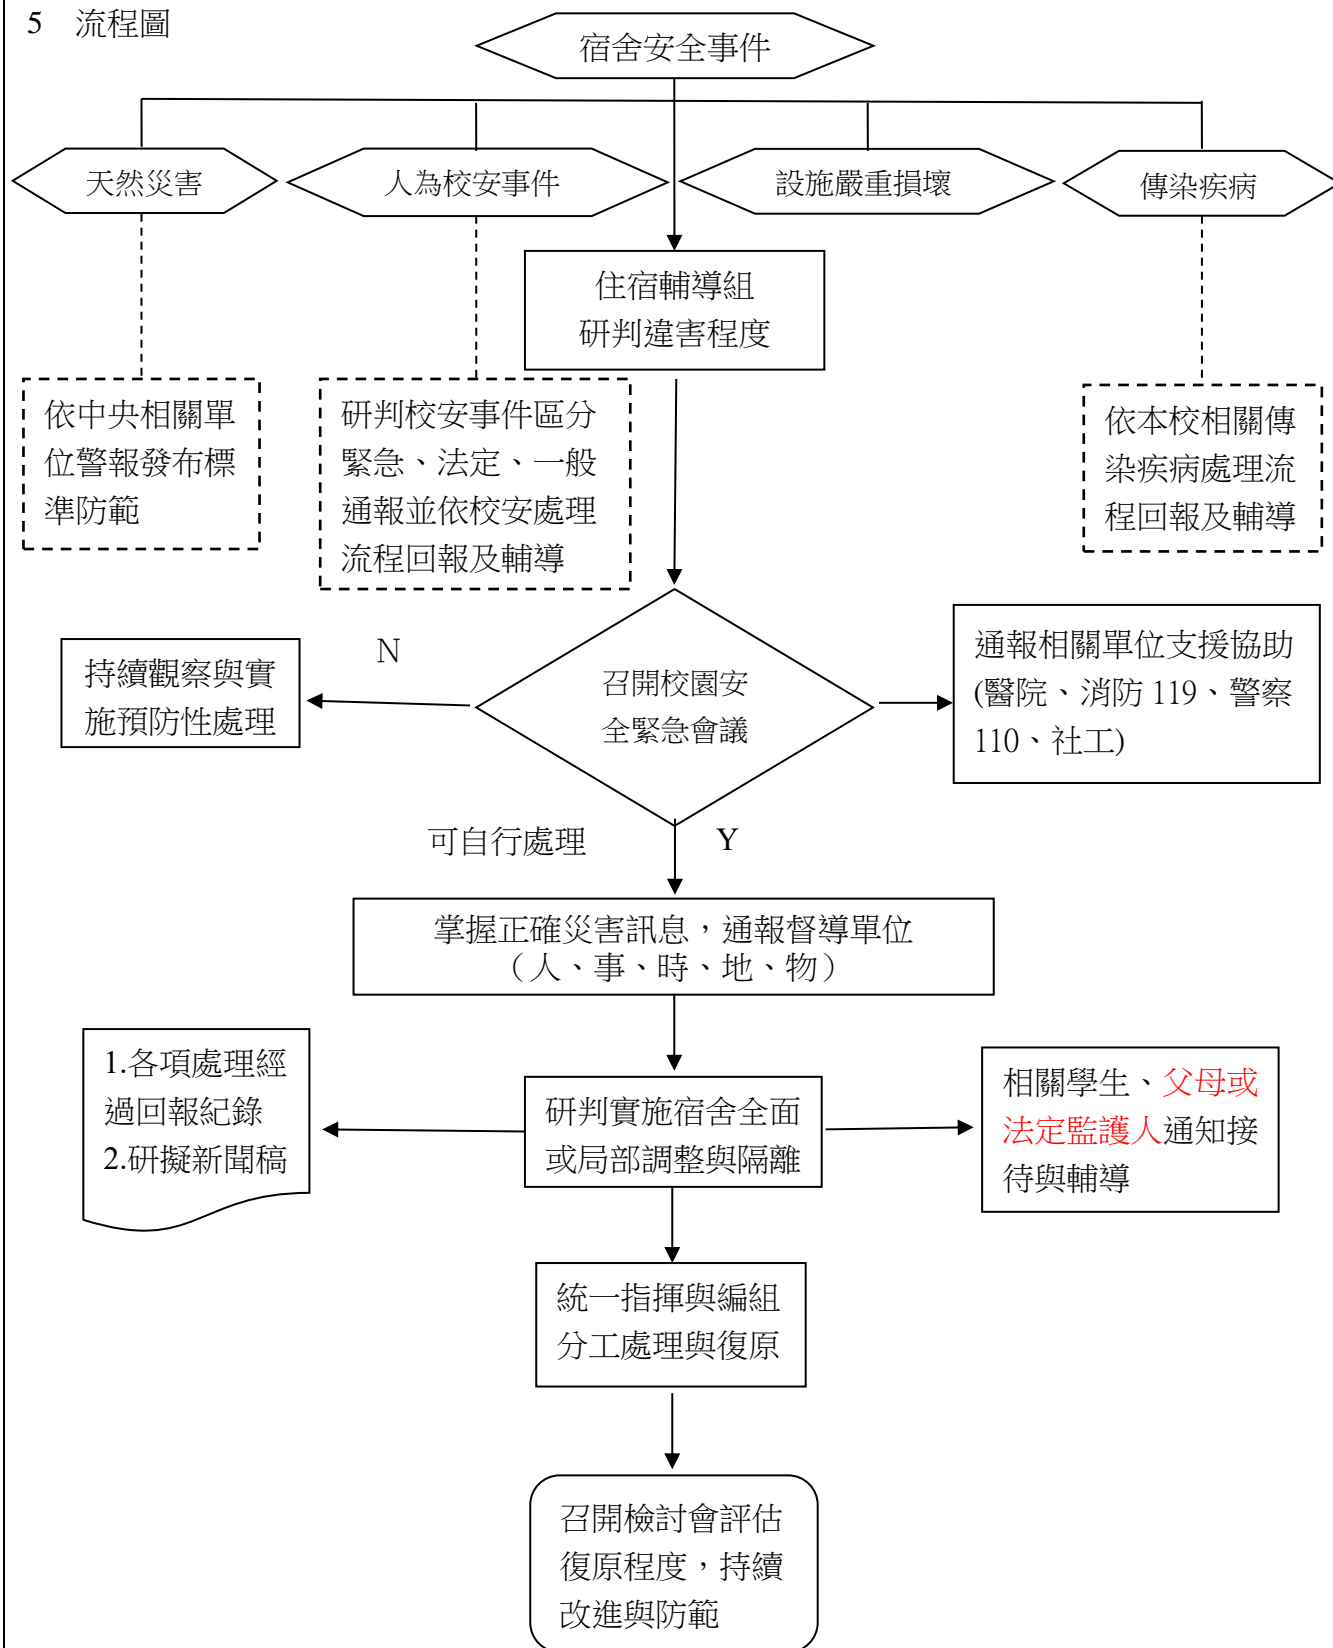 5 流程圖
宿舍安全事件
天然災害
人為校安事件
設施嚴重損壞
傳染疾病
住宿輔導組
研判違害程度
依中央相關單
位警報發布標
準防範
研判校安事件區分
緊急、法定、一般
通報並依校安處理
流程回報及輔導
依本校相關傳
染疾病處理流
程回報及輔導
持續觀察與實
施預防性處理
N
召開校園安
全緊急會議
通報相關單位支援協助
(醫院、消防 119、警察
110、社工)
可自行處理
Y
掌握正確災害訊息，通報督導單位
（人、事、時、地、物）
1.各項處理經
過回報紀錄
2.研擬新聞稿
研判實施宿舍全面
或局部調整與隔離
相關學生、父母或
法定監護人通知接
待與輔導
統一指揮與編組
分工處理與復原
召開檢討會評估
復原程度，持續
改進與防範